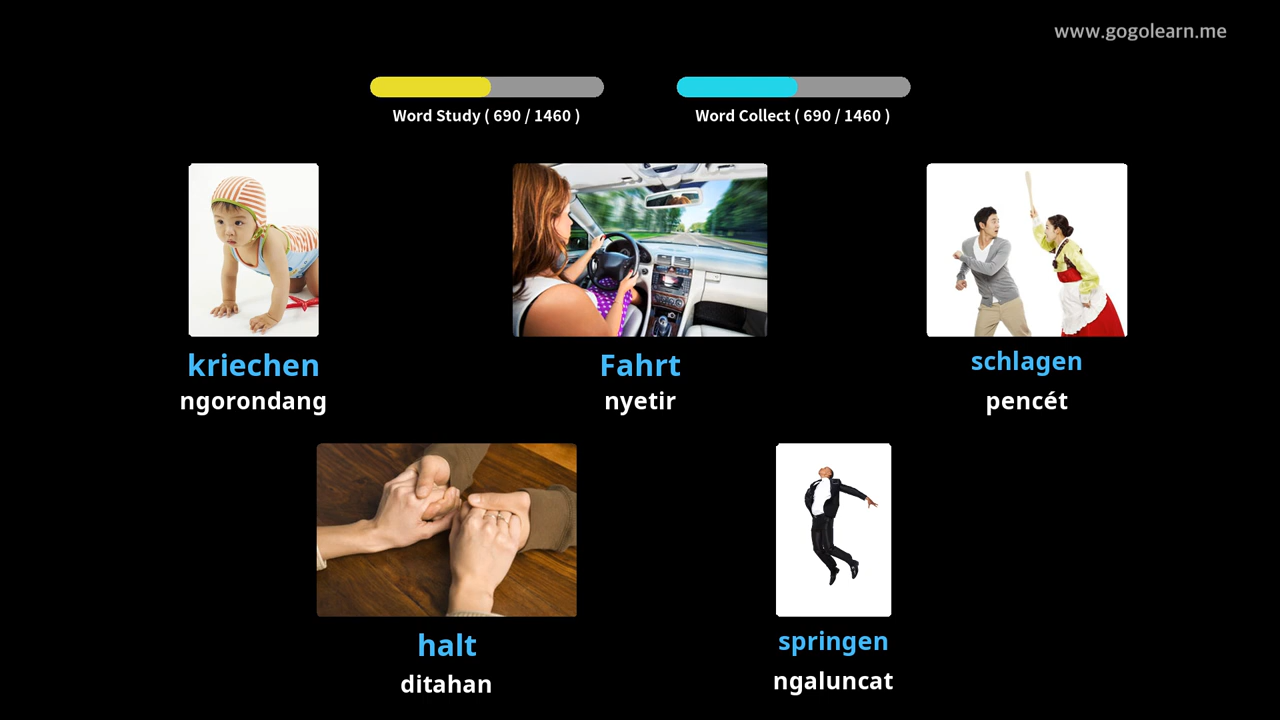 www.gogolearn.me
Word Study ( 690 / 1460 )
Word Collect ( 690 / 1460 )
kriechen
ngorondang
Fahrt
nyetir
schlagen
pencét
halt
ditahan
springen
ngaluncat